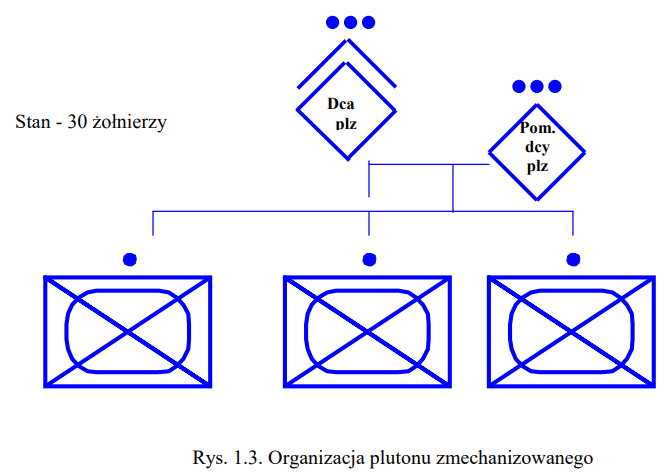 Dca
plz
Pom.
dcy
plz
Stan - 30 żołnierzy
Rys. 1.3. Organizacja plutonu zmechanizowanego